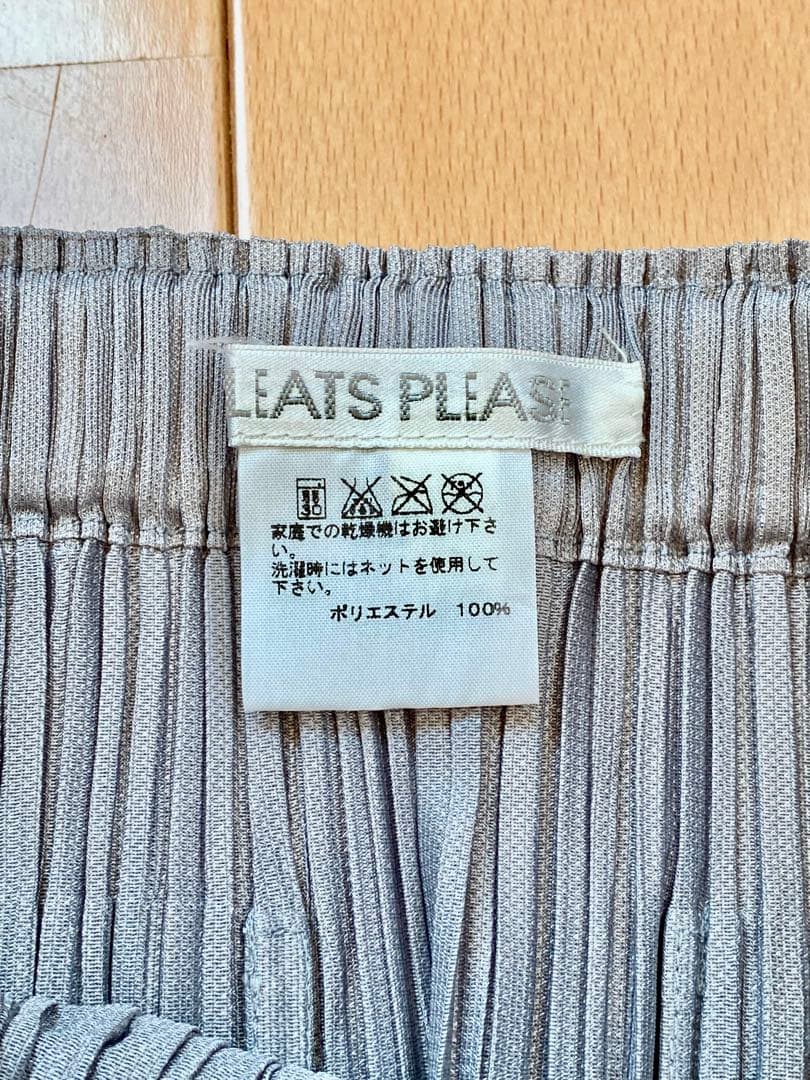 LEATS PLEASE
家庭での乾燥機はお避け下さ
い。
洗濯時にはネットを使用して
下さい。
ポリエステル 100%